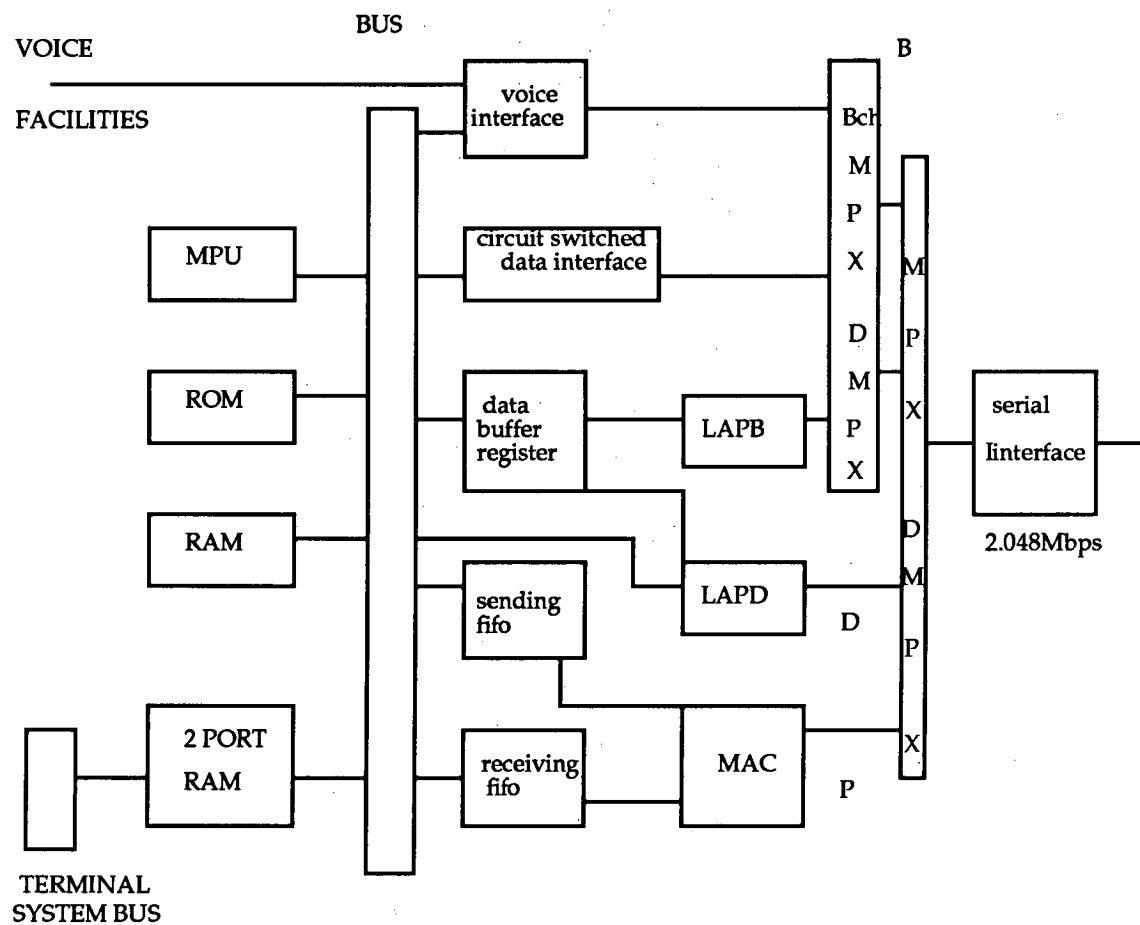 BUS
VOICE
B
FACILITIES
voice
interface
Bch
M
P
X
D
M
P
X
MPU
circuit switched
data interface
M
P
X
D
M
P
X
ROM
data
buffer
register
LAPB
serial
Iinterface
2.048Mbps
RAM
sending
fifo
LAPD
D
2 PORT
RAM
receiving
fifo
MAC
P
TERMINAL
SYSTEM BUS